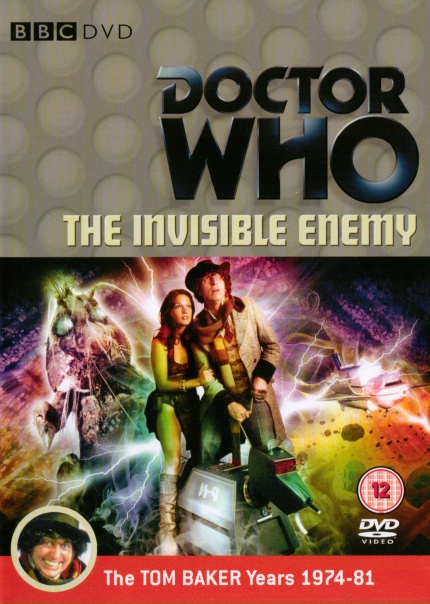 BBC DVD
DOCTOR
WHO
THE INVISIBLE ENEMY
K-9
12
DVD
VIDEO
The TOM BAKER Years 1974-81